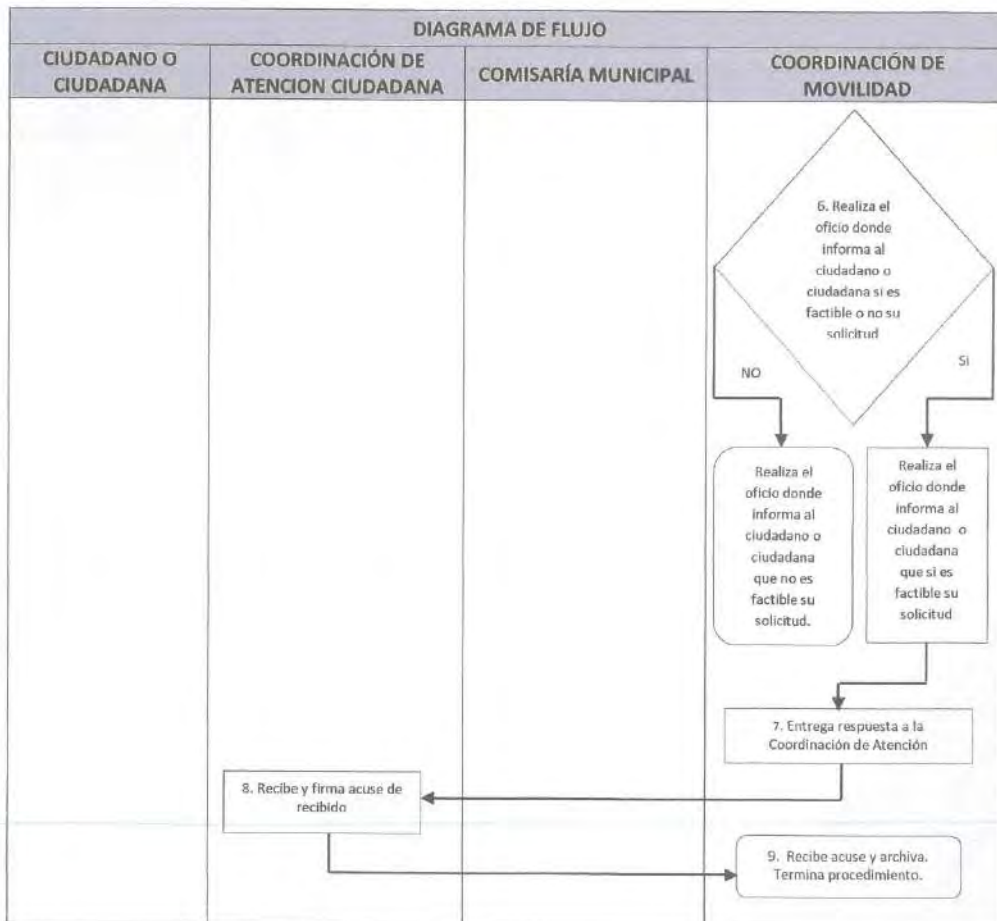 DIAGRAMA DE FLUJO
CIUDADANO O
CIUDADANA
COORDINACIÓN DE
ATENCION CIUDADANA
COMISARÍA MUNICIPAL
COORDINACIÓN DE
MOVILIDAD
6. Realiza el
oficio donde
informa al
ciudadano o
ciudadana si es
factible o no su
solicitud
NO
SI
Realiza el
oficio donde
informa al
ciudadano o
ciudadana
que no es
factible su
solicitud.
Realiza el
oficio donde
informa al
ciudadano o
ciudadana
que si es
factible su
solicitud
7. Entrega respuesta a la
Coordinación de Atención
8. Recibe y firma acuse de
recibido
9. Recibe acuse y archiva.
Termina procedimiento.